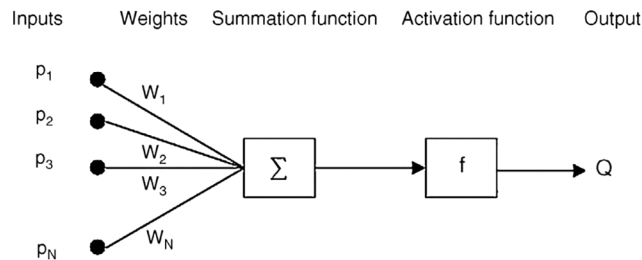 Inputs Weights Summation function Activation function Output
p1
W1
p2
W2
p3
Σ
f
Q
W3
WN
pN